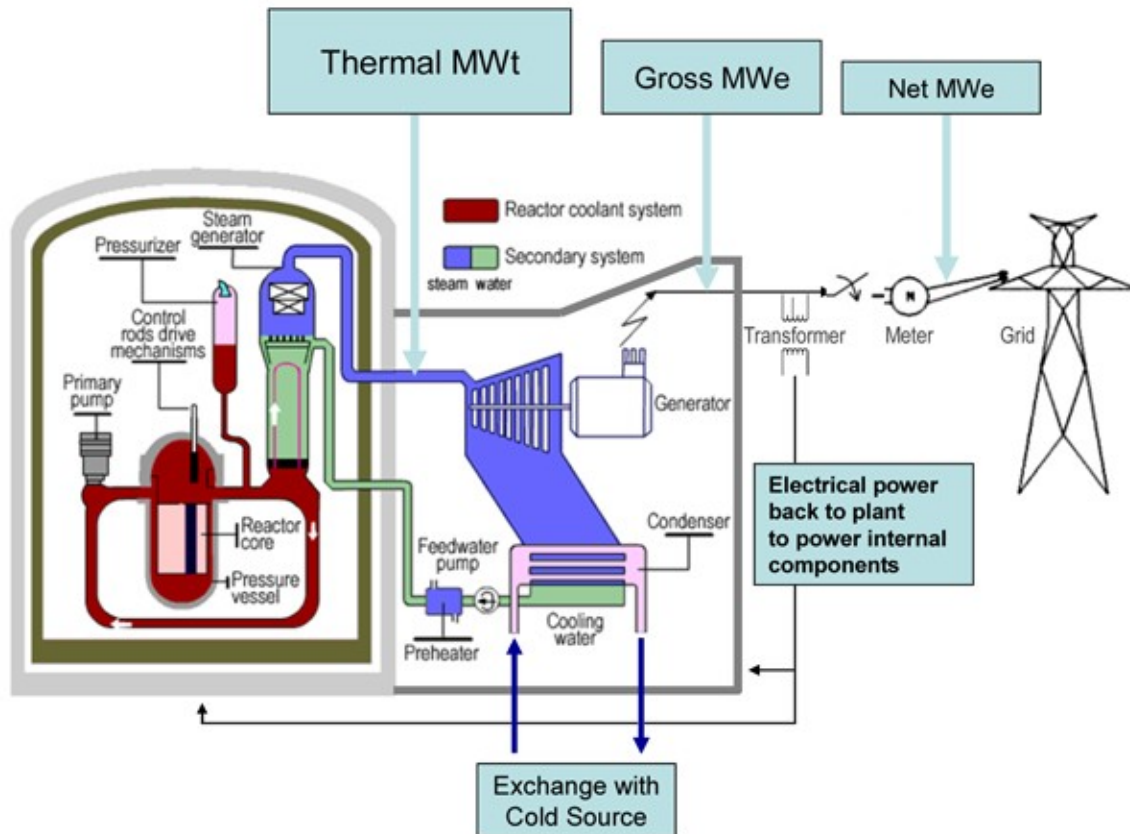 Thermal MWt
Gross MWe
Net MWe
Steam
generator
Pressurizer
Control
rods drive
mechanisms
Primary
pump
Reactor coolant system
Secondary system
steam water
Transformer
Meter
Grid
N
Generator
Reactor
core
Pressure
vessel
Feedwater
pump
Preheater
Condenser
Cooling
water
Electrical power
back to plant
to power internal
components
Exchange with
Cold Source